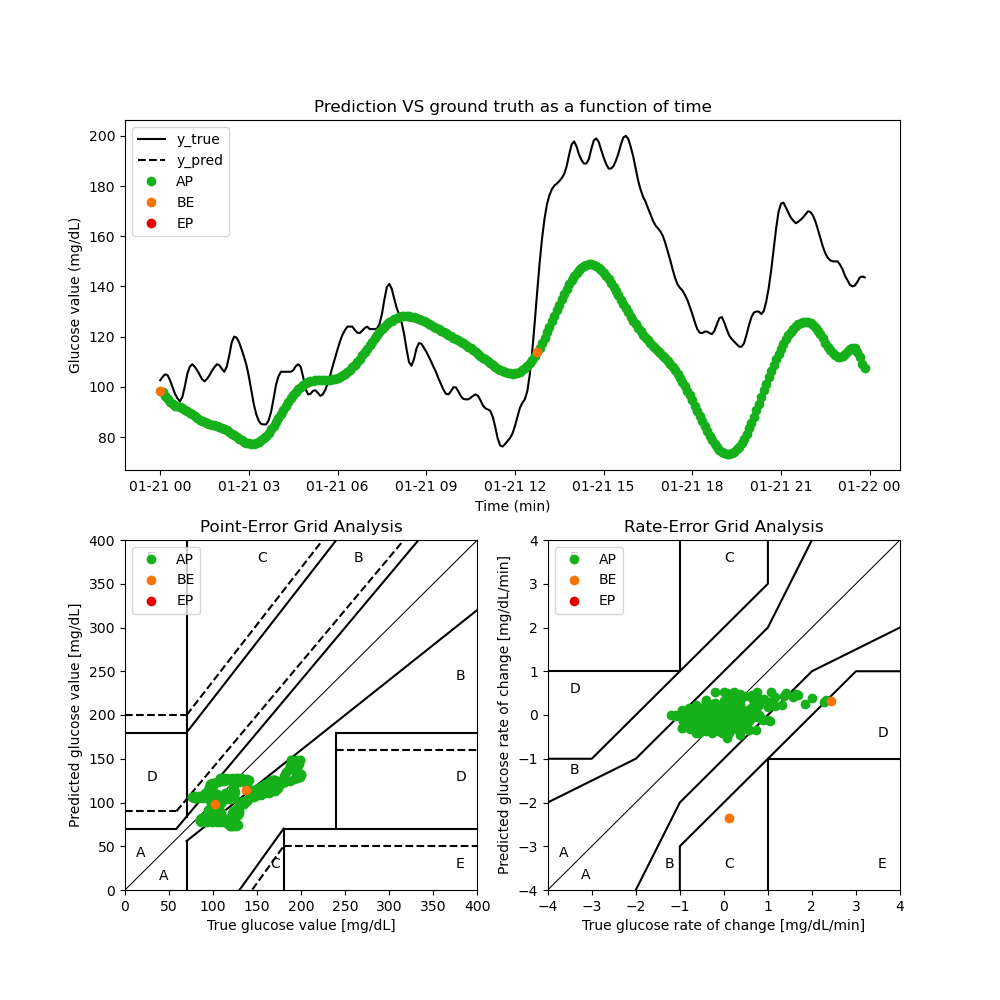 Prediction VS ground truth as a function of time
Glucose value (mg/dL)
200
180
160
140
120
100
80
y_true
y_pred
AP
BE
EP
01-21 00 01-21 03 01-21 06 01-21 09 01-21 12 01-21 15 01-21 18 01-21 21 01-22 00
Time (min)
Point-Error Grid Analysis
Predicted glucose value [mg/dL]
400
350
300
250
200
150
100
50
0
AP
BE
EP
C B
B
D D
A
A
C E
0 50 100 150 200 250 300 350 400
True glucose value [mg/dL]
Rate-Error Grid Analysis
Predicted glucose rate of change [mg/dL/min]
4
3
2
1
0
−1
−2
−3
−4
AP
BE
EP
C
D
D
B
A
A
B C E
−4 −3 −2 −1 0 1 2 3 4
True glucose rate of change [mg/dL/min]